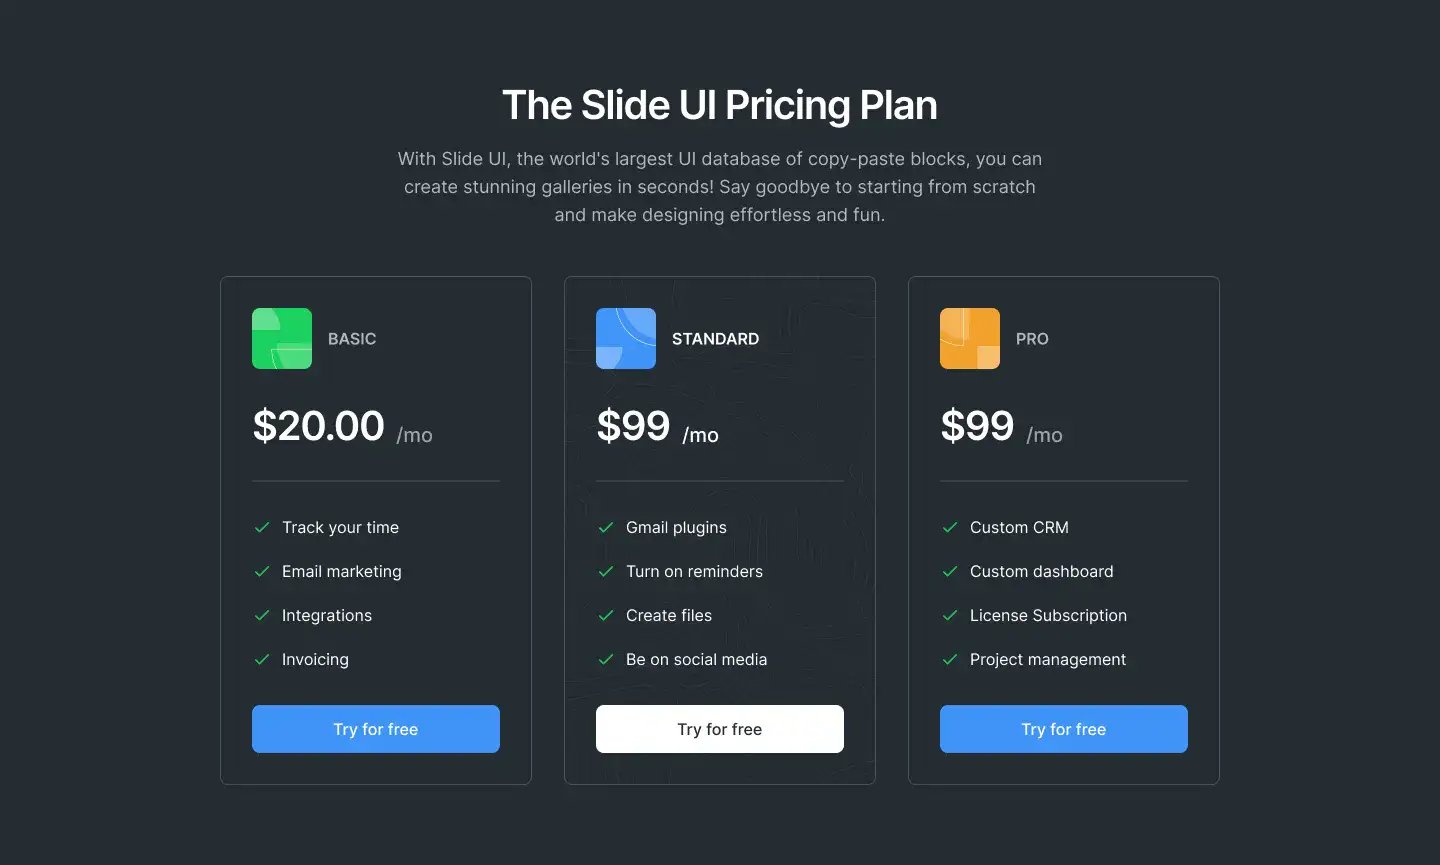 The Slide UI Pricing Plan
With Slide UI, the world's largest UI database of copy-paste blocks, you can
create stunning galleries in seconds! Say goodbye to starting from scratch
and make designing effortless and fun.
BASIC
$20.00 /mo
Track your time
Email marketing
Integrations
Invoicing
Try for free
STANDARD
$99 /mo
Gmail plugins
Turn on reminders
Create files
Be on social media
Try for free
PRO
$99 /mo
Custom CRM
Custom dashboard
License Subscription
Project management
Try for free